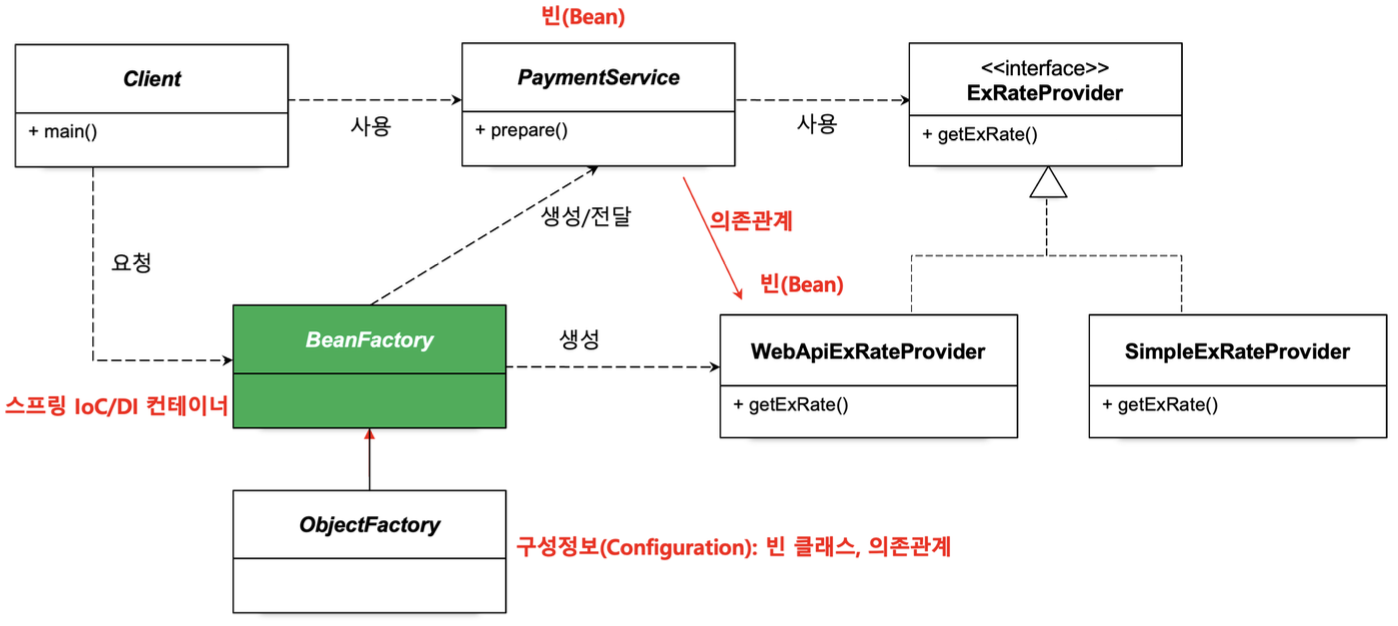 빈(Bean)
Client
+ main()
사용
PaymentService
+ prepare()
사용
<<interface>>
ExRateProvider
+ getExRate()
요청
생성/전달
의존관계
빈(Bean)
BeanFactory
스프링 IoC/DI 컨테이너
생성
WebApiExRateProvider
+ getExRate()
SimpleExRateProvider
+ getExRate()
ObjectFactory
구성정보(Configuration): 빈 클래스, 의존관계